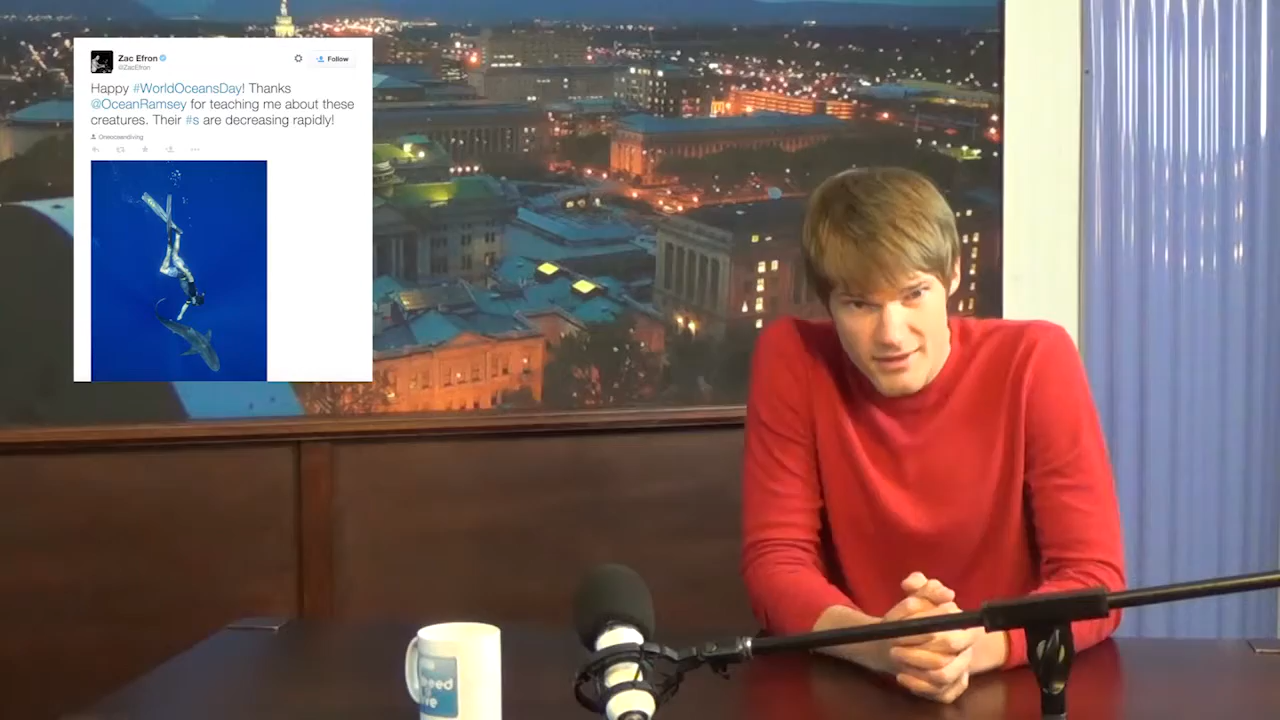 Zac Efron
@ZacEfron
Follow
Happy #WorldOceansDay! Thanks
@OceanRamsey for teaching me about these
creatures. Their #s are decreasing rapidly!